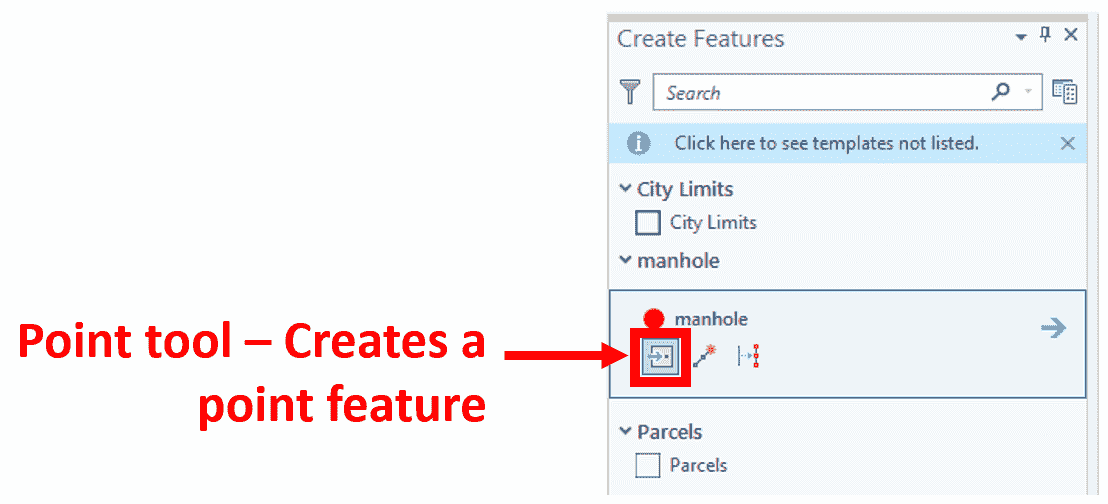 Create Features
Search
Click here to see templates not listed.
City Limits
City Limits
manhole
manhole
Point tool – Creates a
point feature
Parcels
Parcels